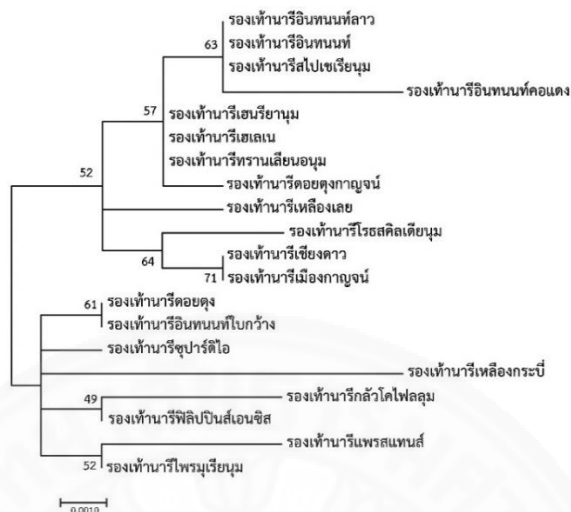 รองเท้านารีอินทนนท์ลาว
63
รองเท้านารีอินทนนท์
รองเท้านารีสไปเซเรียนุม
รองเท้านารีอินทนนท์คอแดง
57
รองเท้านารีเฮนรียานุม
รองเท้านารีเฮเลเน
รองเท้านารีทรานเลียนอนุม
52
รองเท้านารีดอยตุงกาญจน์
รองเท้านารีเหลืองเลย
รองเท้านารีโรธสคิลเดียนุม
64
รองเท้านารีเชียงดาว
71
รองเท้านารีเมืองกาญจน์
61
รองเท้านารีดอยตุง
รองเท้านารีอินทนนท์ใบกว้าง
รองเท้านารีซุปาร์ดิไอ
รองเท้านารีเหลืองกระบี่
49
รองเท้านารีกลัวโคไฟลลุม
รองเท้านารีฟิลิปปินส์เอนซิส
รองเท้านารีแพรสแทนส์
52
รองเท้านารีไพรมุเรียนุม
0.0010